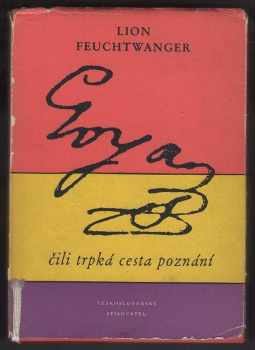 LION
FEUCHTWANGER
Goya
čili trpká cesta poznání
ČESKOSLOVENSKÝ
SPISOVATEL